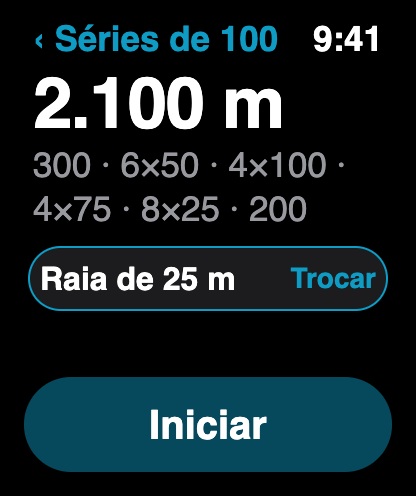 ‹ Séries de 100 9:41
2.100 m
300 · 6×50 · 4×100 ·
4×75 · 8×25 · 200
Raia de 25 m Trocar
Iniciar